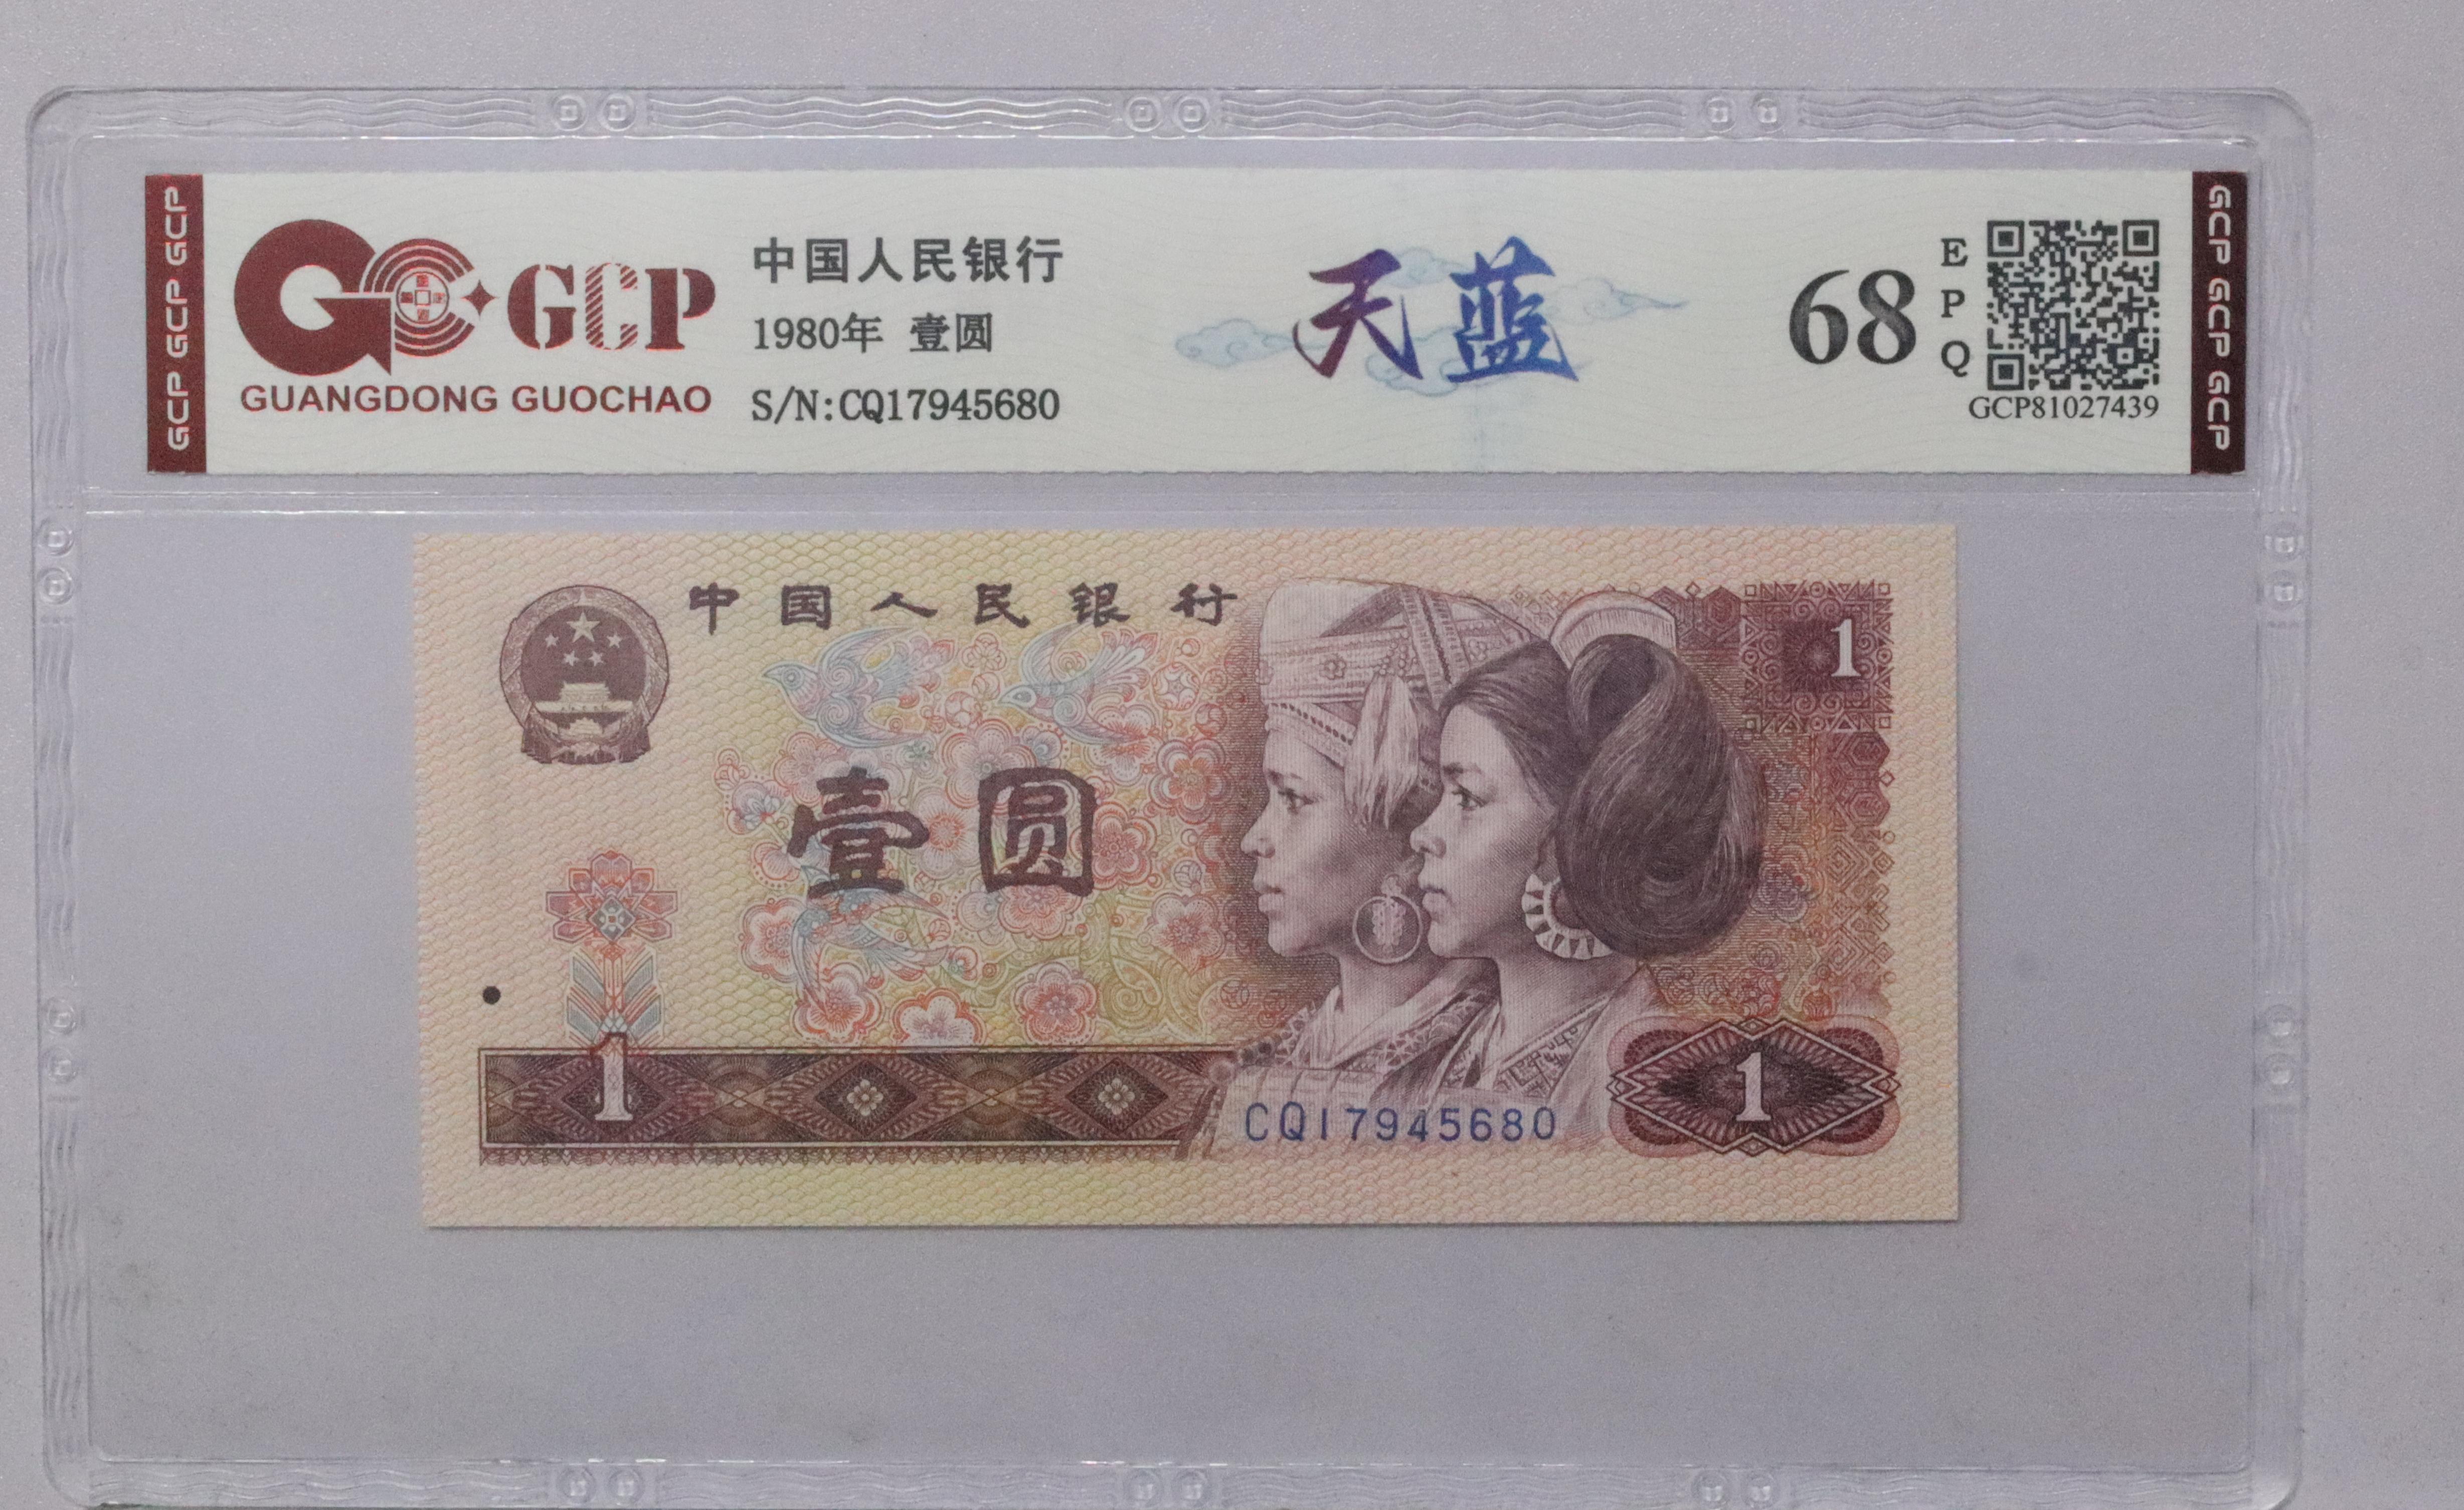 GCP GCP GCP
GCP
GUANGDONG GUOCHAO
中国人民银行
1980年 壹圆
S/N:CQ17945680
天蓝
68
E
P
Q
GCP81027439
GCP GCP GCP
中国人民银行
1
壹圆
1
CQ17945680
1